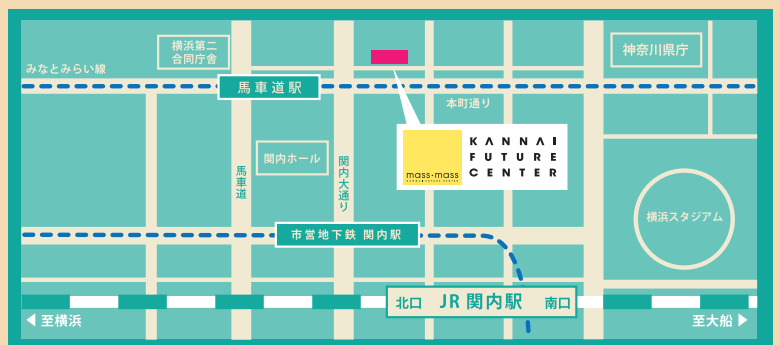 横浜第二
合同庁舎
神奈川県庁
みなとみらい線
馬車道駅
本町通り
mass×mass
KANNAI
FUTURE
CENTER
関内ホール
馬車道
関内大通り
横浜スタジアム
市営地下鉄 関内駅
北口 JR 関内駅 南口
至横浜
至大船